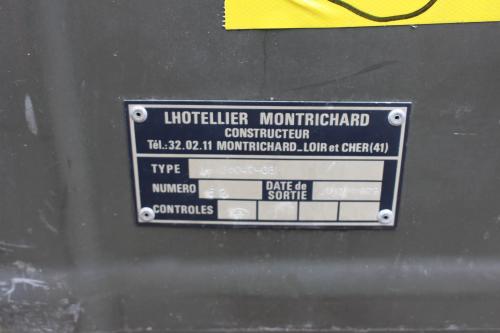 LHOTELLIER MONTRICHARD
CONSTRUCTEUR
Tél.: 32.02.11 MONTRICHARD_LOIR et CHER (41)
TYPE
NUMERO DATE de SORTIE
CONTROLES